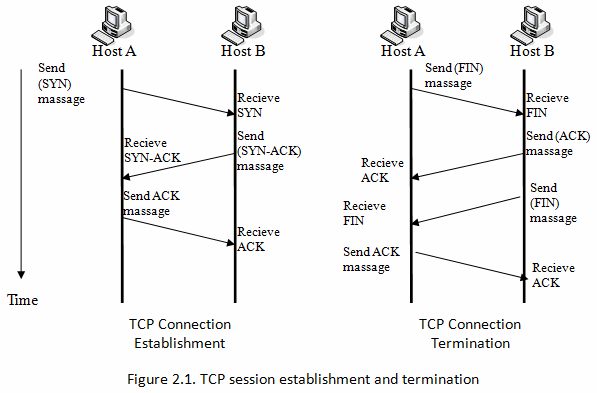 Host A
Host B
Send
(SYN)
massage
Recieve
SYN
Send
(SYN-ACK)
massage
Recieve
SYN-ACK
Send ACK
massage
Recieve
ACK
Time
TCP Connection
Establishment
Host A
Host B
Send (FIN)
massage
Recieve
FIN
Send (ACK)
massage
Recieve
ACK
Send
(FIN)
massage
Recieve
FIN
Send ACK
massage
Recieve
ACK
TCP Connection
Termination
Figure 2.1. TCP session establishment and termination